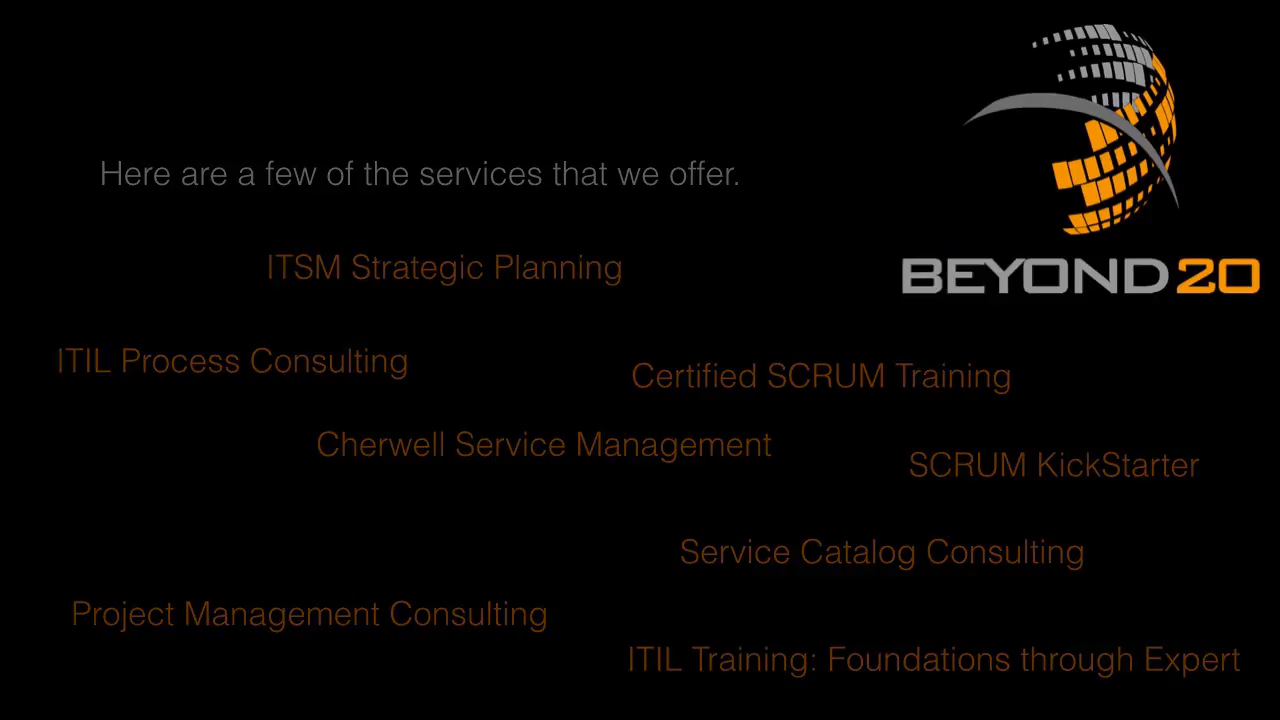 Here are a few of the services that we offer.
BEYOND20
ITSM Strategic Planning
ITIL Process Consulting
Certified SCRUM Training
Cherwell Service Management
SCRUM KickStarter
Service Catalog Consulting
Project Management Consulting
ITIL Training: Foundations through Expert